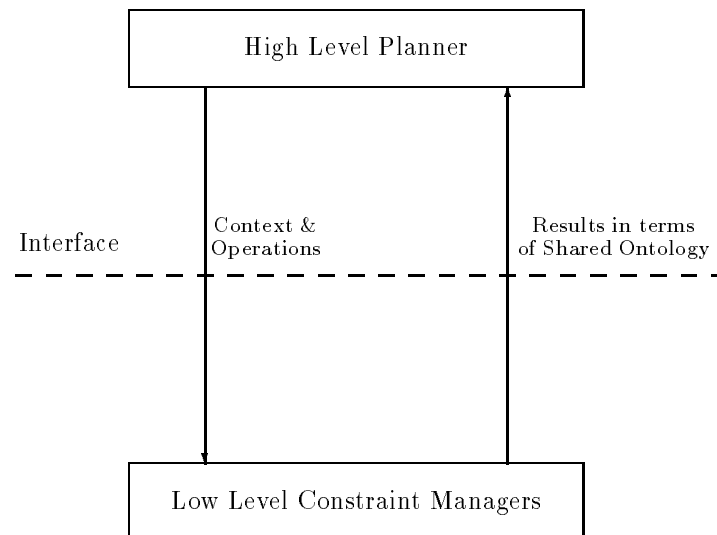 High Level Planner
Context &
Operations
Results in terms
of Shared Ontology
Interface
Low Level Constraint Managers